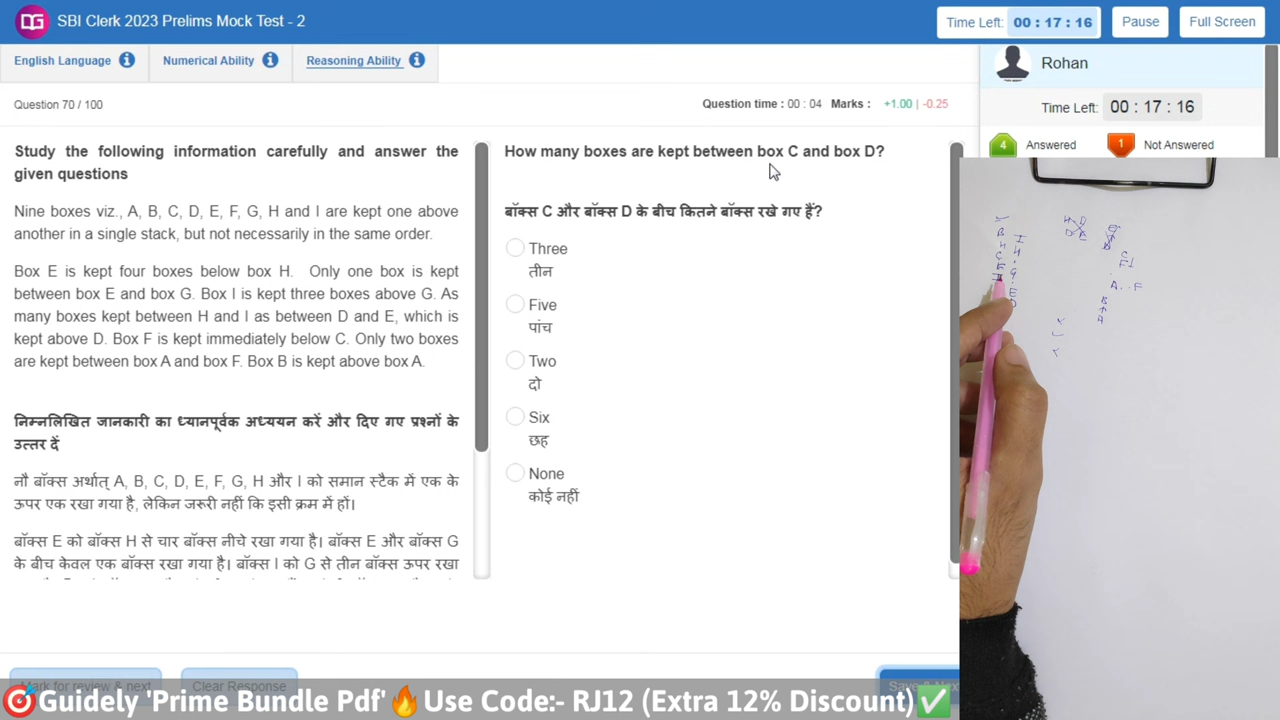 SBI Clerk 2023 Prelims Mock Test - 2
Time Left: 00 : 17 : 16
Pause
Full Screen
English Language
Numerical Ability
Reasoning Ability
Rohan
Question 70 / 100
Question time : 00 : 04 Marks : +1.00 | -0.25
Time Left: 00 : 17 : 16
4 Answered
1 Not Answered
Study the following information carefully and answer the
given questions
Nine boxes viz., A, B, C, D, E, F, G, H and I are kept one above
another in a single stack, but not necessarily in the same order.
Box E is kept four boxes below box H. Only one box is kept
between box E and box G. Box I is kept three boxes above G. As
many boxes kept between H and I as between D and E, which is
kept above D. Box F is kept immediately below C. Only two boxes
are kept between box A and box F. Box B is kept above box A.
निम्नलिखित जानकारी का ध्यानपूर्वक अध्ययन करें और दिए गए प्रश्नों के
उत्तर दें
नौ बॉक्स अर्थात् A, B, C, D, E, F, G, H और I को समान स्टैक में एक के
ऊपर एक रखा गया है, लेकिन जरूरी नहीं कि इसी क्रम में हों।
बॉक्स E को बॉक्स H से चार बॉक्स नीचे रखा गया है। बॉक्स E और बॉक्स G
के बीच केवल एक बॉक्स रखा गया है। बॉक्स I को G से तीन बॉक्स ऊपर रखा
How many boxes are kept between box C and box D?
बॉक्स C और बॉक्स D के बीच कितने बॉक्स रखे गए हैं?
Three
तीन
Five
पांच
Two
दो
Six
छह
None
कोई नहीं
Mark for review & next
Clear Response
Guidely 'Prime Bundle Pdf' Use Code:- RJ12 (Extra 12% Discount)